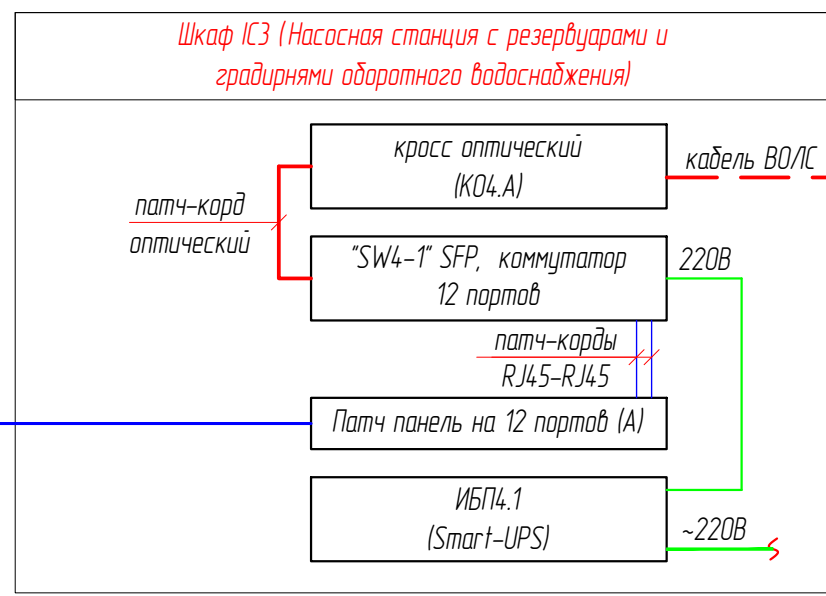 Шкаф IC3 (Насосная станция с резервуарами и
градирнями оборотного водоснабжения)
кросс оптический
(КО4.А)
кабель ВОЛС
патч-корд
оптический
"SW4-1" SFP, коммутатор
12 портов
220В
патч-корды
RJ45-RJ45
Патч панель на 12 портов (А)
ИБП4.1
(Smart-UPS)
~220В